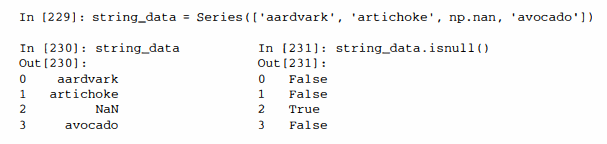 In [229]: string_data = Series(['aardvark', 'artichoke', np.nan, 'avocado'])
In [230]: string_data
Out[230]:
0    aardvark
1   artichoke
2         NaN
3     avocado
In [231]: string_data.isnull()
Out[231]:
0   False
1   False
2   True
3   False